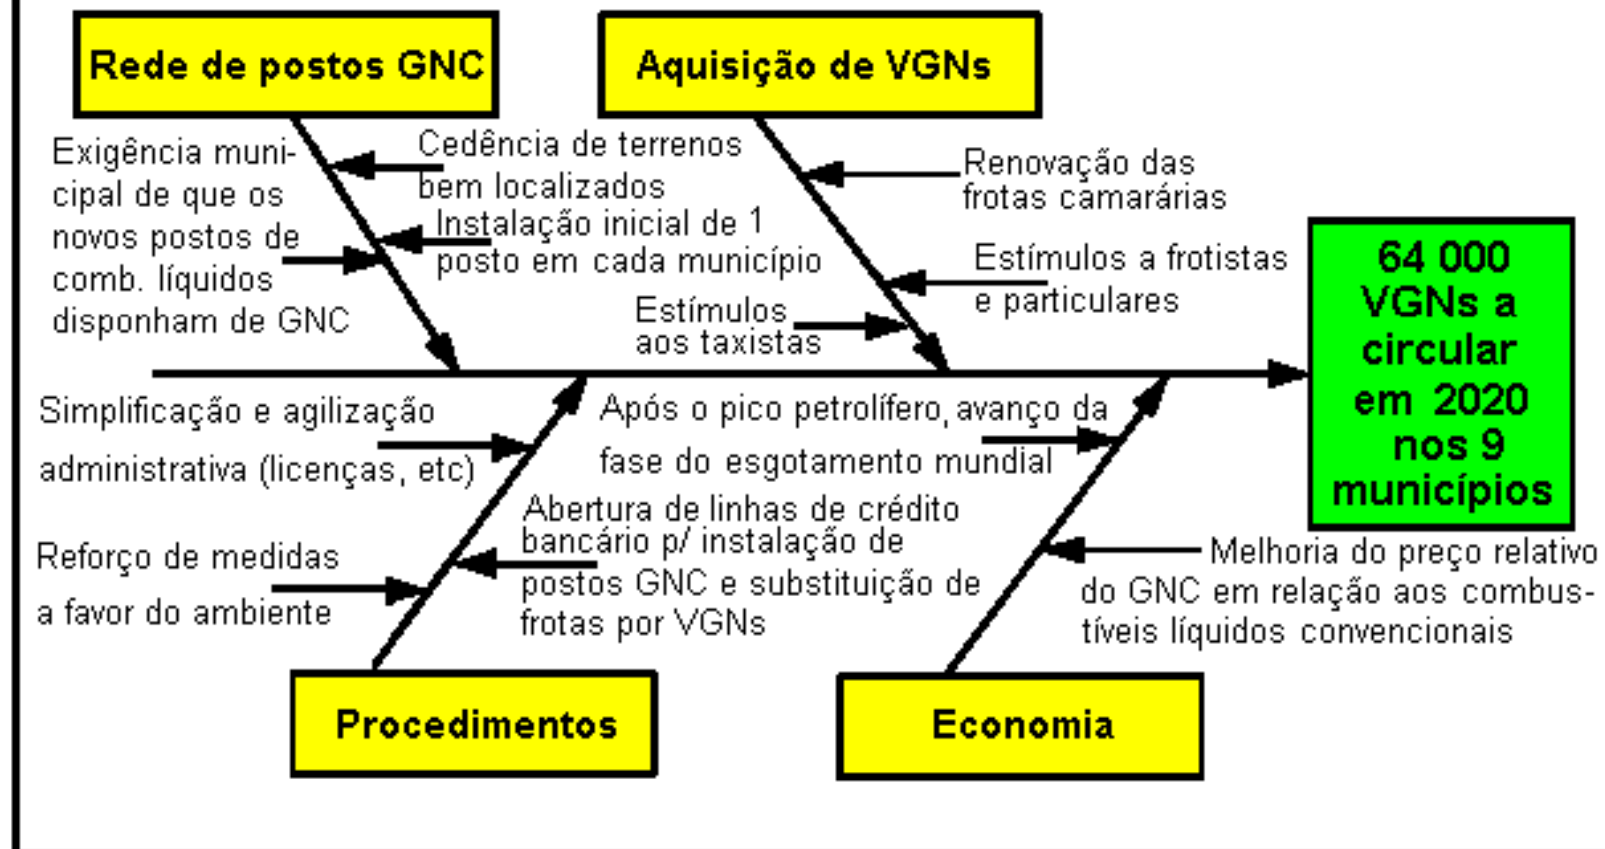 Rede de postos GNC
Aquisição de VGNs
Exigência muni-
cipal de que os
novos postos de
comb. líquidos
disponham de GNC
Cedência de terrenos
bem localizados
Instalação inicial de 1
posto em cada município
Renovação das
frotas camarárias
Estímulos a frotistas
e particulares
Estímulos
aos taxistas
64 000
VGNs a
circular
em 2020
nos 9
municípios
Simplificação e agilização
administrativa (licenças, etc)
Reforço de medidas
a favor do ambiente
Abertura de linhas de crédito
bancário p/ instalação de
postos GNC e substituição de
frotas por VGNs
Após o pico petrolífero, avanço da
fase do esgotamento mundial
Melhoria do preço relativo
do GNC em relação aos combus-
tíveis líquidos convencionais
Procedimentos
Economia